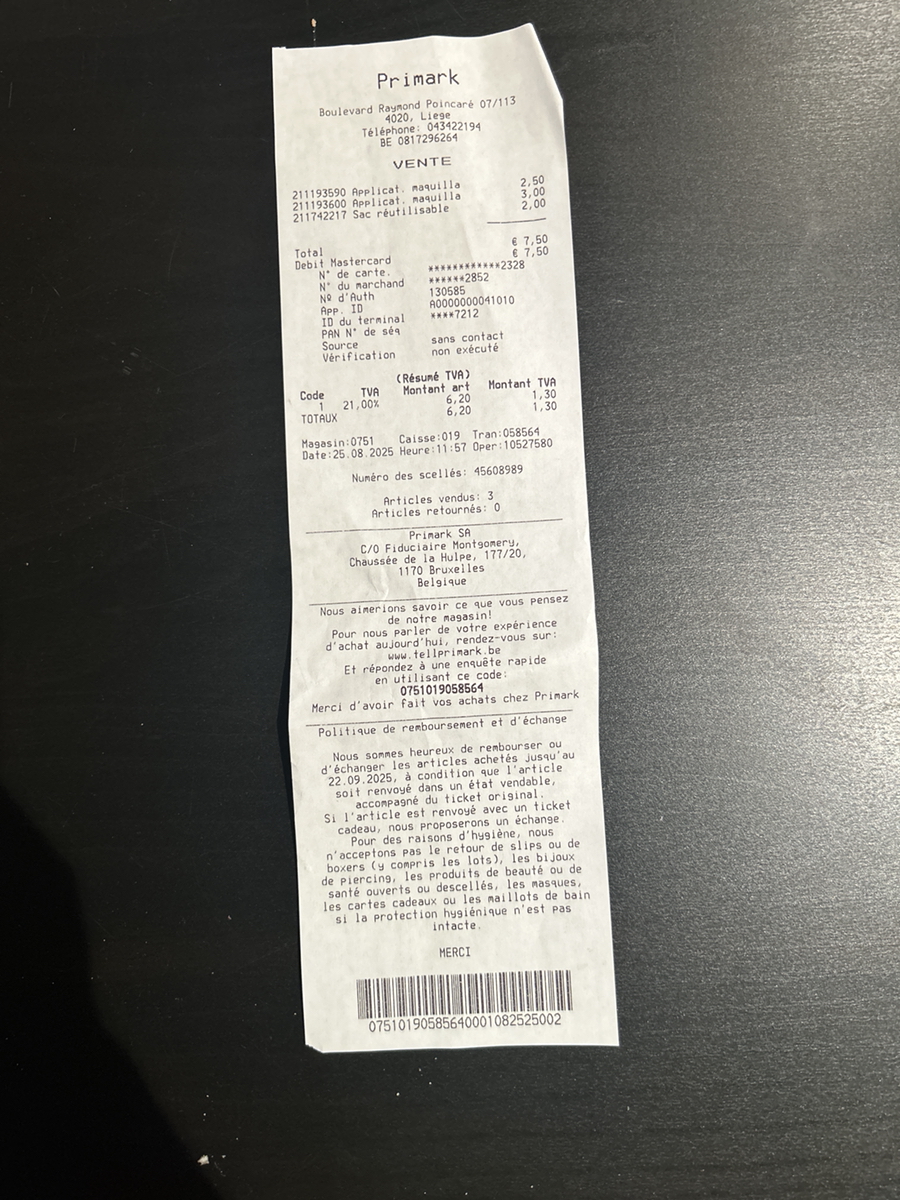 Primark
Boulevard Raymond Poincaré 07/113
4020, Liege
Téléphone: 043422194
BE 0817296264
VENTE
211193590 Applicat. maquilla 2,50
211193600 Applicat. maquilla 3,00
211742217 Sac réutilisable 2,00
Total € 7,50
Debit Mastercard € 7,50
N° de carte. ************2328
N° du marchand ******2852
Nº d'Auth 130585
App. ID A0000000041010
ID du terminal ****7212
PAN N° de séq
Source sans contact
Vérification non exécuté
(Résumé TVA)
Code TVA Montant art Montant TVA
1 21,00% 6,20 1,30
TOTAUX 6,20 1,30
Magasin:0751 Caisse:019 Tran:058564
Date:25.08.2025 Heure:11:57 Oper:10527580
Numéro des scellés: 45608989
Articles vendus: 3
Articles retournés: 0
Primark SA
C/O Fiduciaire Montgomery,
Chaussée de la Hulpe, 177/20,
1170 Bruxelles
Belgique
Nous aimerions savoir ce que vous pensez
de notre magasin!
Pour nous parler de votre expérience
d'achat aujourd'hui, rendez-vous sur:
www.tellprimark.be
Et répondez à une enquête rapide
en utilisant ce code:
0751019058564
Merci d'avoir fait vos achats chez Primark
Politique de remboursement et d'échange
Nous sommes heureux de rembourser ou
d'échanger les articles achetés jusqu'au
22.09.2025, à condition que l'article
soit renvoyé dans un état vendable,
accompagné du ticket original.
Si l'article est renvoyé avec un ticket
cadeau, nous proposerons un échange.
Pour des raisons d'hygiène, nous
n'acceptons pas le retour de slips ou de
boxers (y compris les lots), les bijoux
de piercing, les produits de beauté ou de
santé ouverts ou descellés, les masques,
les cartes cadeaux ou les maillots de bain
si la protection hygiénique n'est pas
intacte.
MERCI
07510190585640001082525002